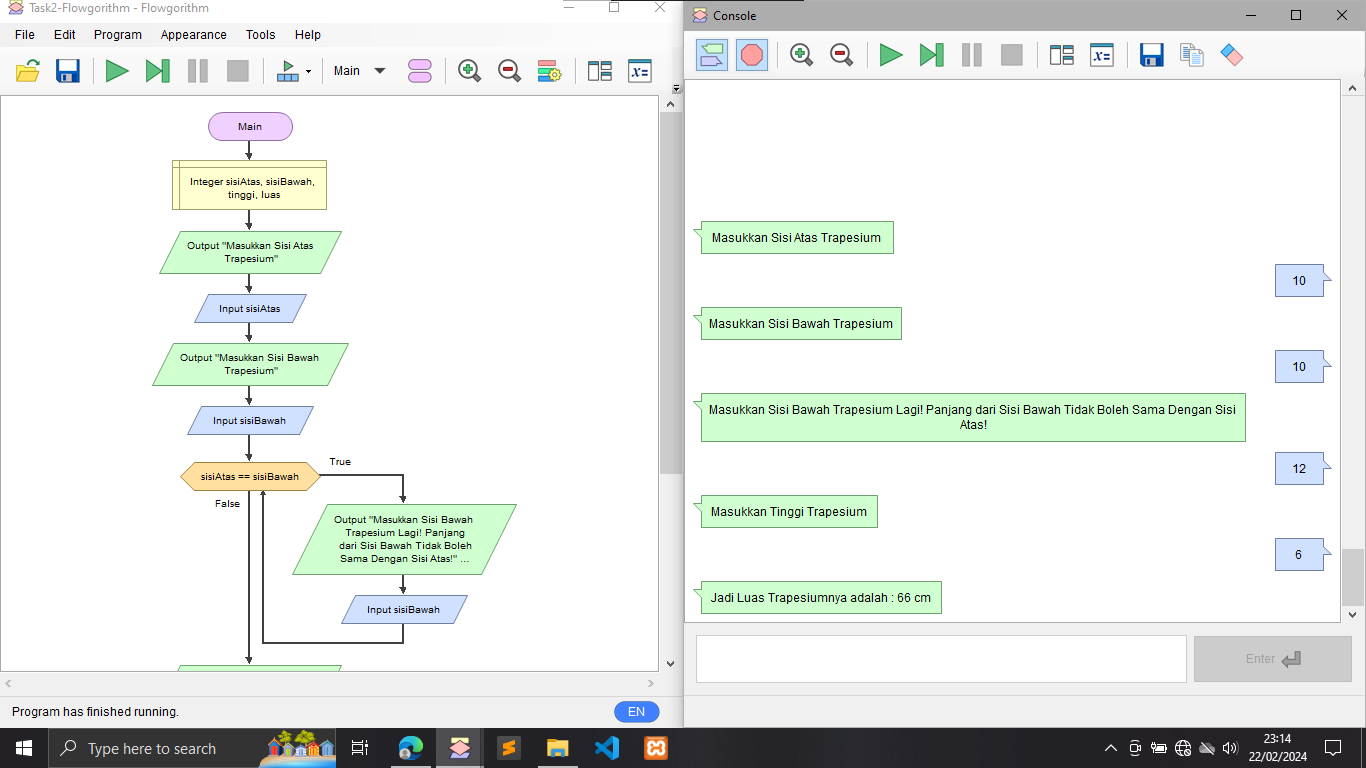 Task2-Flowgorithm - Flowgorithm
File Edit Program Appearance Tools Help
Main
x=
Main
Integer sisiAtas, sisiBawah,
tinggi, luas
Output "Masukkan Sisi Atas
Trapesium"
Input sisiAtas
Output "Masukkan Sisi Bawah
Trapesium"
Input sisiBawah
sisiAtas == sisiBawah
True
False
Output "Masukkan Sisi Bawah
Trapesium Lagi! Panjang
dari Sisi Bawah Tidak Boleh
Sama Dengan Sisi Atas!" ...
Input sisiBawah
Program has finished running.
EN
Console
x=
Masukkan Sisi Atas Trapesium
10
Masukkan Sisi Bawah Trapesium
10
Masukkan Sisi Bawah Trapesium Lagi! Panjang dari Sisi Bawah Tidak Boleh Sama Dengan Sisi
Atas!
12
Masukkan Tinggi Trapesium
6
Jadi Luas Trapesiumnya adalah : 66 cm
Enter
Type here to search
23:14
22/02/2024